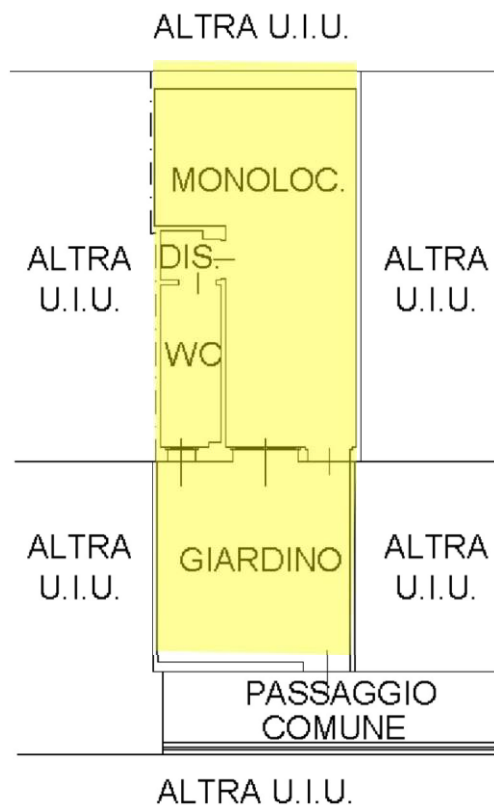 ALTRA U.I.U.
MONOLOC.
ALTRA
U.I.U.
DIS.
ALTRA
U.I.U.
WC
ALTRA
U.I.U.
GIARDINO
ALTRA
U.I.U.
PASSAGGIO
COMUNE
ALTRA U.I.U.